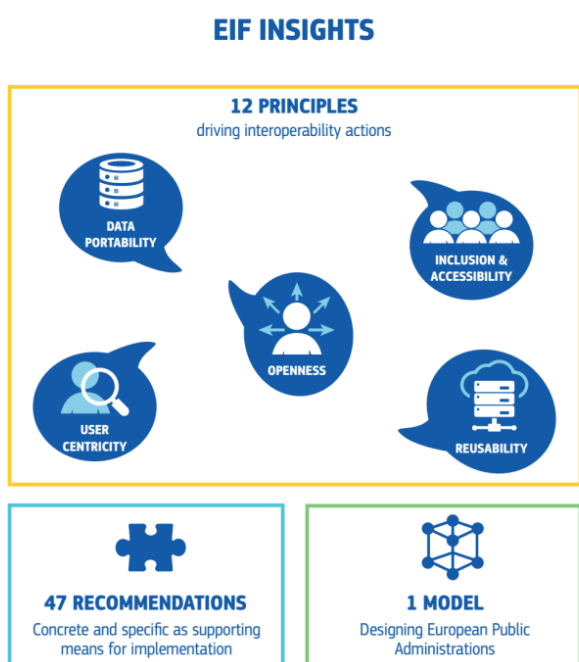 EIF INSIGHTS
12 PRINCIPLES
driving interoperability actions
DATA
PORTABILITY
INCLUSION &
ACCESSIBILITY
OPENNESS
USER
CENTRICITY
REUSABILITY
47 RECOMMENDATIONS
Concrete and specific as supporting
means for implementation
1 MODEL
Designing European Public
Administrations